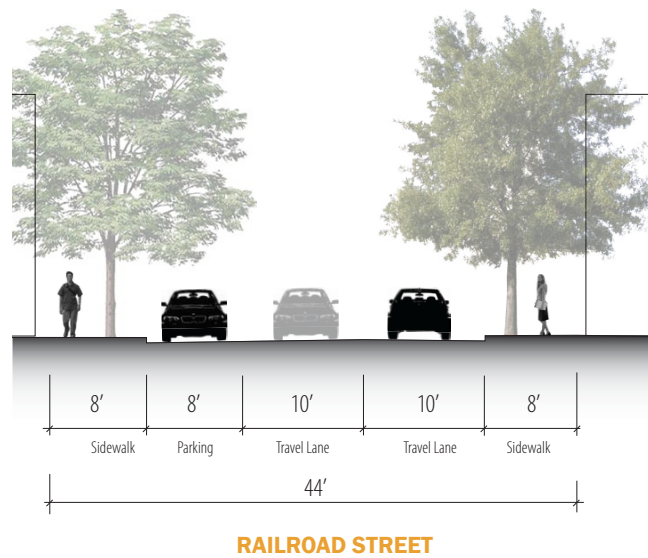 8’ 8’ 10’ 10’ 8’
Sidewalk Parking Travel Lane Travel Lane Sidewalk
44’
RAILROAD STREET